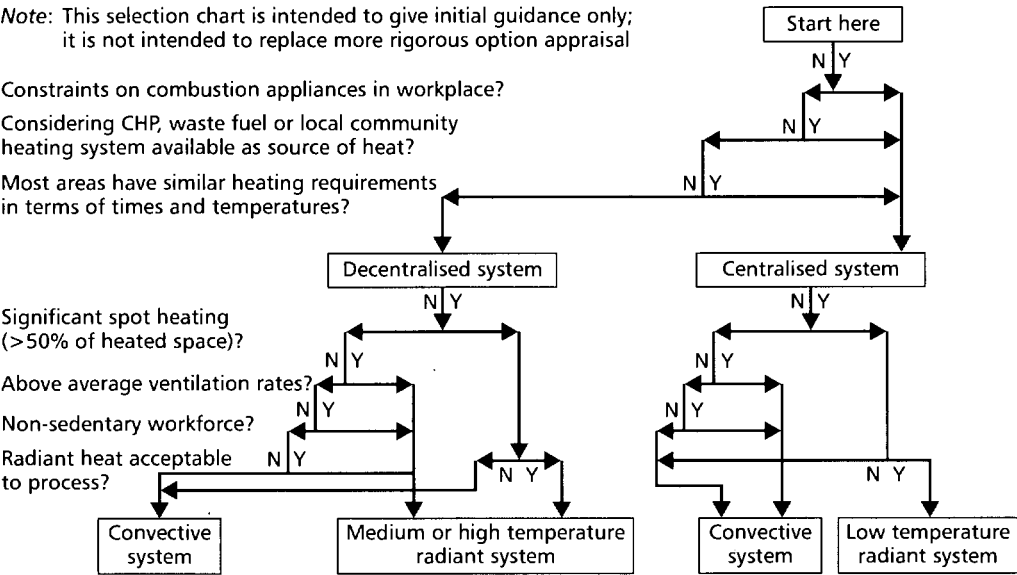 Note: This selection chart is intended to give initial guidance only;
it is not intended to replace more rigorous option appraisal
Start here
N Y
Constraints on combustion appliances in workplace?
Considering CHP, waste fuel or local community
heating system available as source of heat?
N Y
Most areas have similar heating requirements
in terms of times and temperatures?
N Y
Decentralised system
Centralised system
N Y
N Y
Significant spot heating
(>50% of heated space)?
N Y
N Y
Above average ventilation rates?
N Y
N Y
Non-sedentary workforce?
Radiant heat acceptable
to process?
N Y
N Y
N Y
Convective
system
Medium or high temperature
radiant system
Convective
system
Low temperature
radiant system